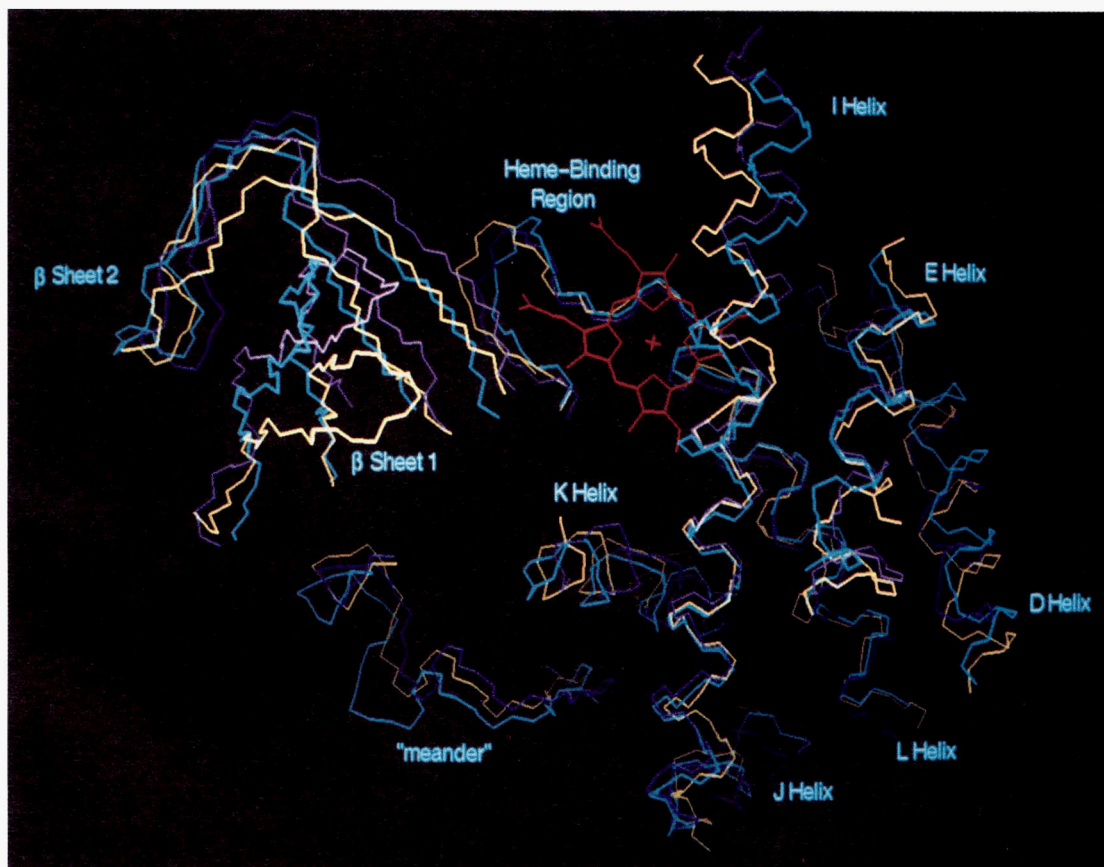 I Helix
Heme-Binding
Region
E Helix
β Sheet 2
β Sheet 1
K Helix
D Helix
"meander"
L Helix
J Helix